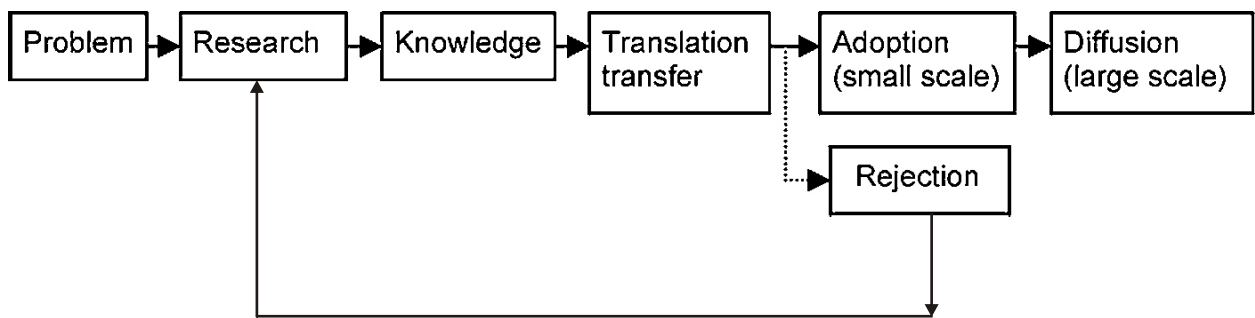 Problem
Research
Knowledge
Translation
transfer
Adoption
(small scale)
Diffusion
(large scale)
Rejection